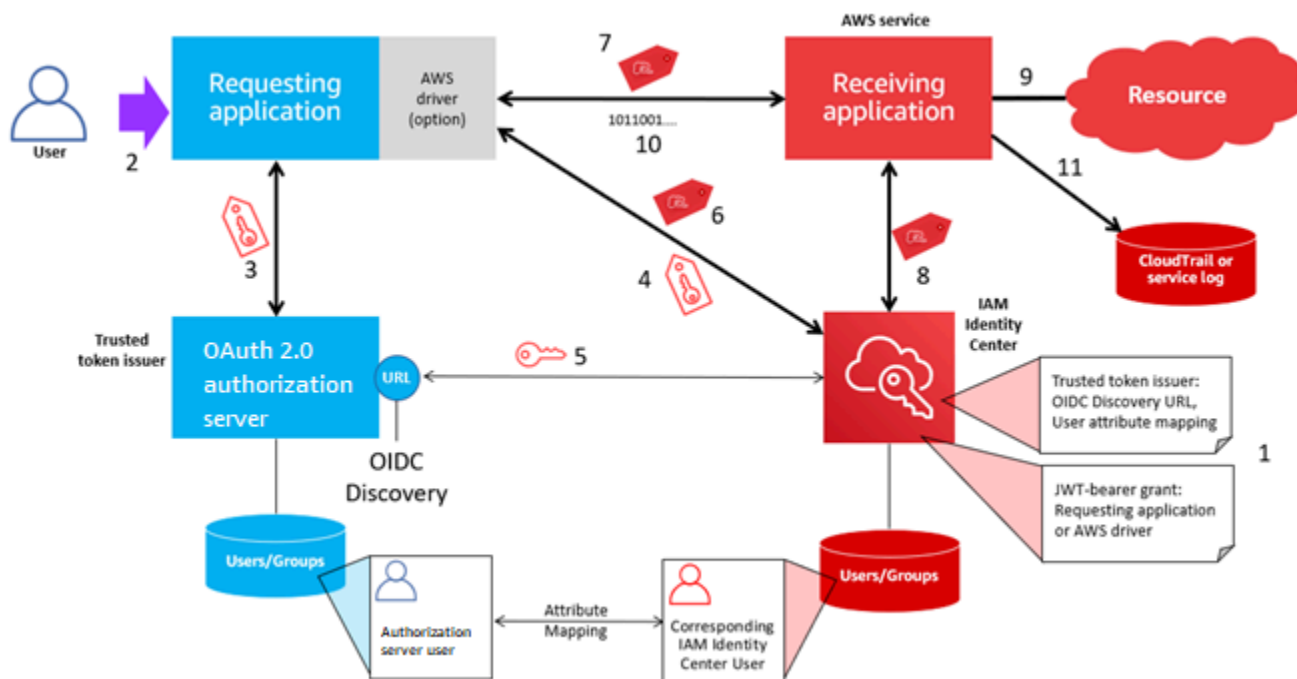 AWS service
7
Requesting
application
AWS
driver
(option)
Receiving
application
9
Resource
1011001....
10
User
2
11
6
3
4
8
CloudTrail or
service log
IAM
Identity
Center
Trusted
token issuer
OAuth 2.0
authorization
server
URL
5
Trusted token issuer:
OIDC Discovery URL,
User attribute mapping
1
OIDC
Discovery
JWT-bearer grant:
Requesting application
or AWS driver
Users/Groups
Users/Groups
Attribute
Mapping
Authorization
server user
Corresponding
IAM Identity
Center User